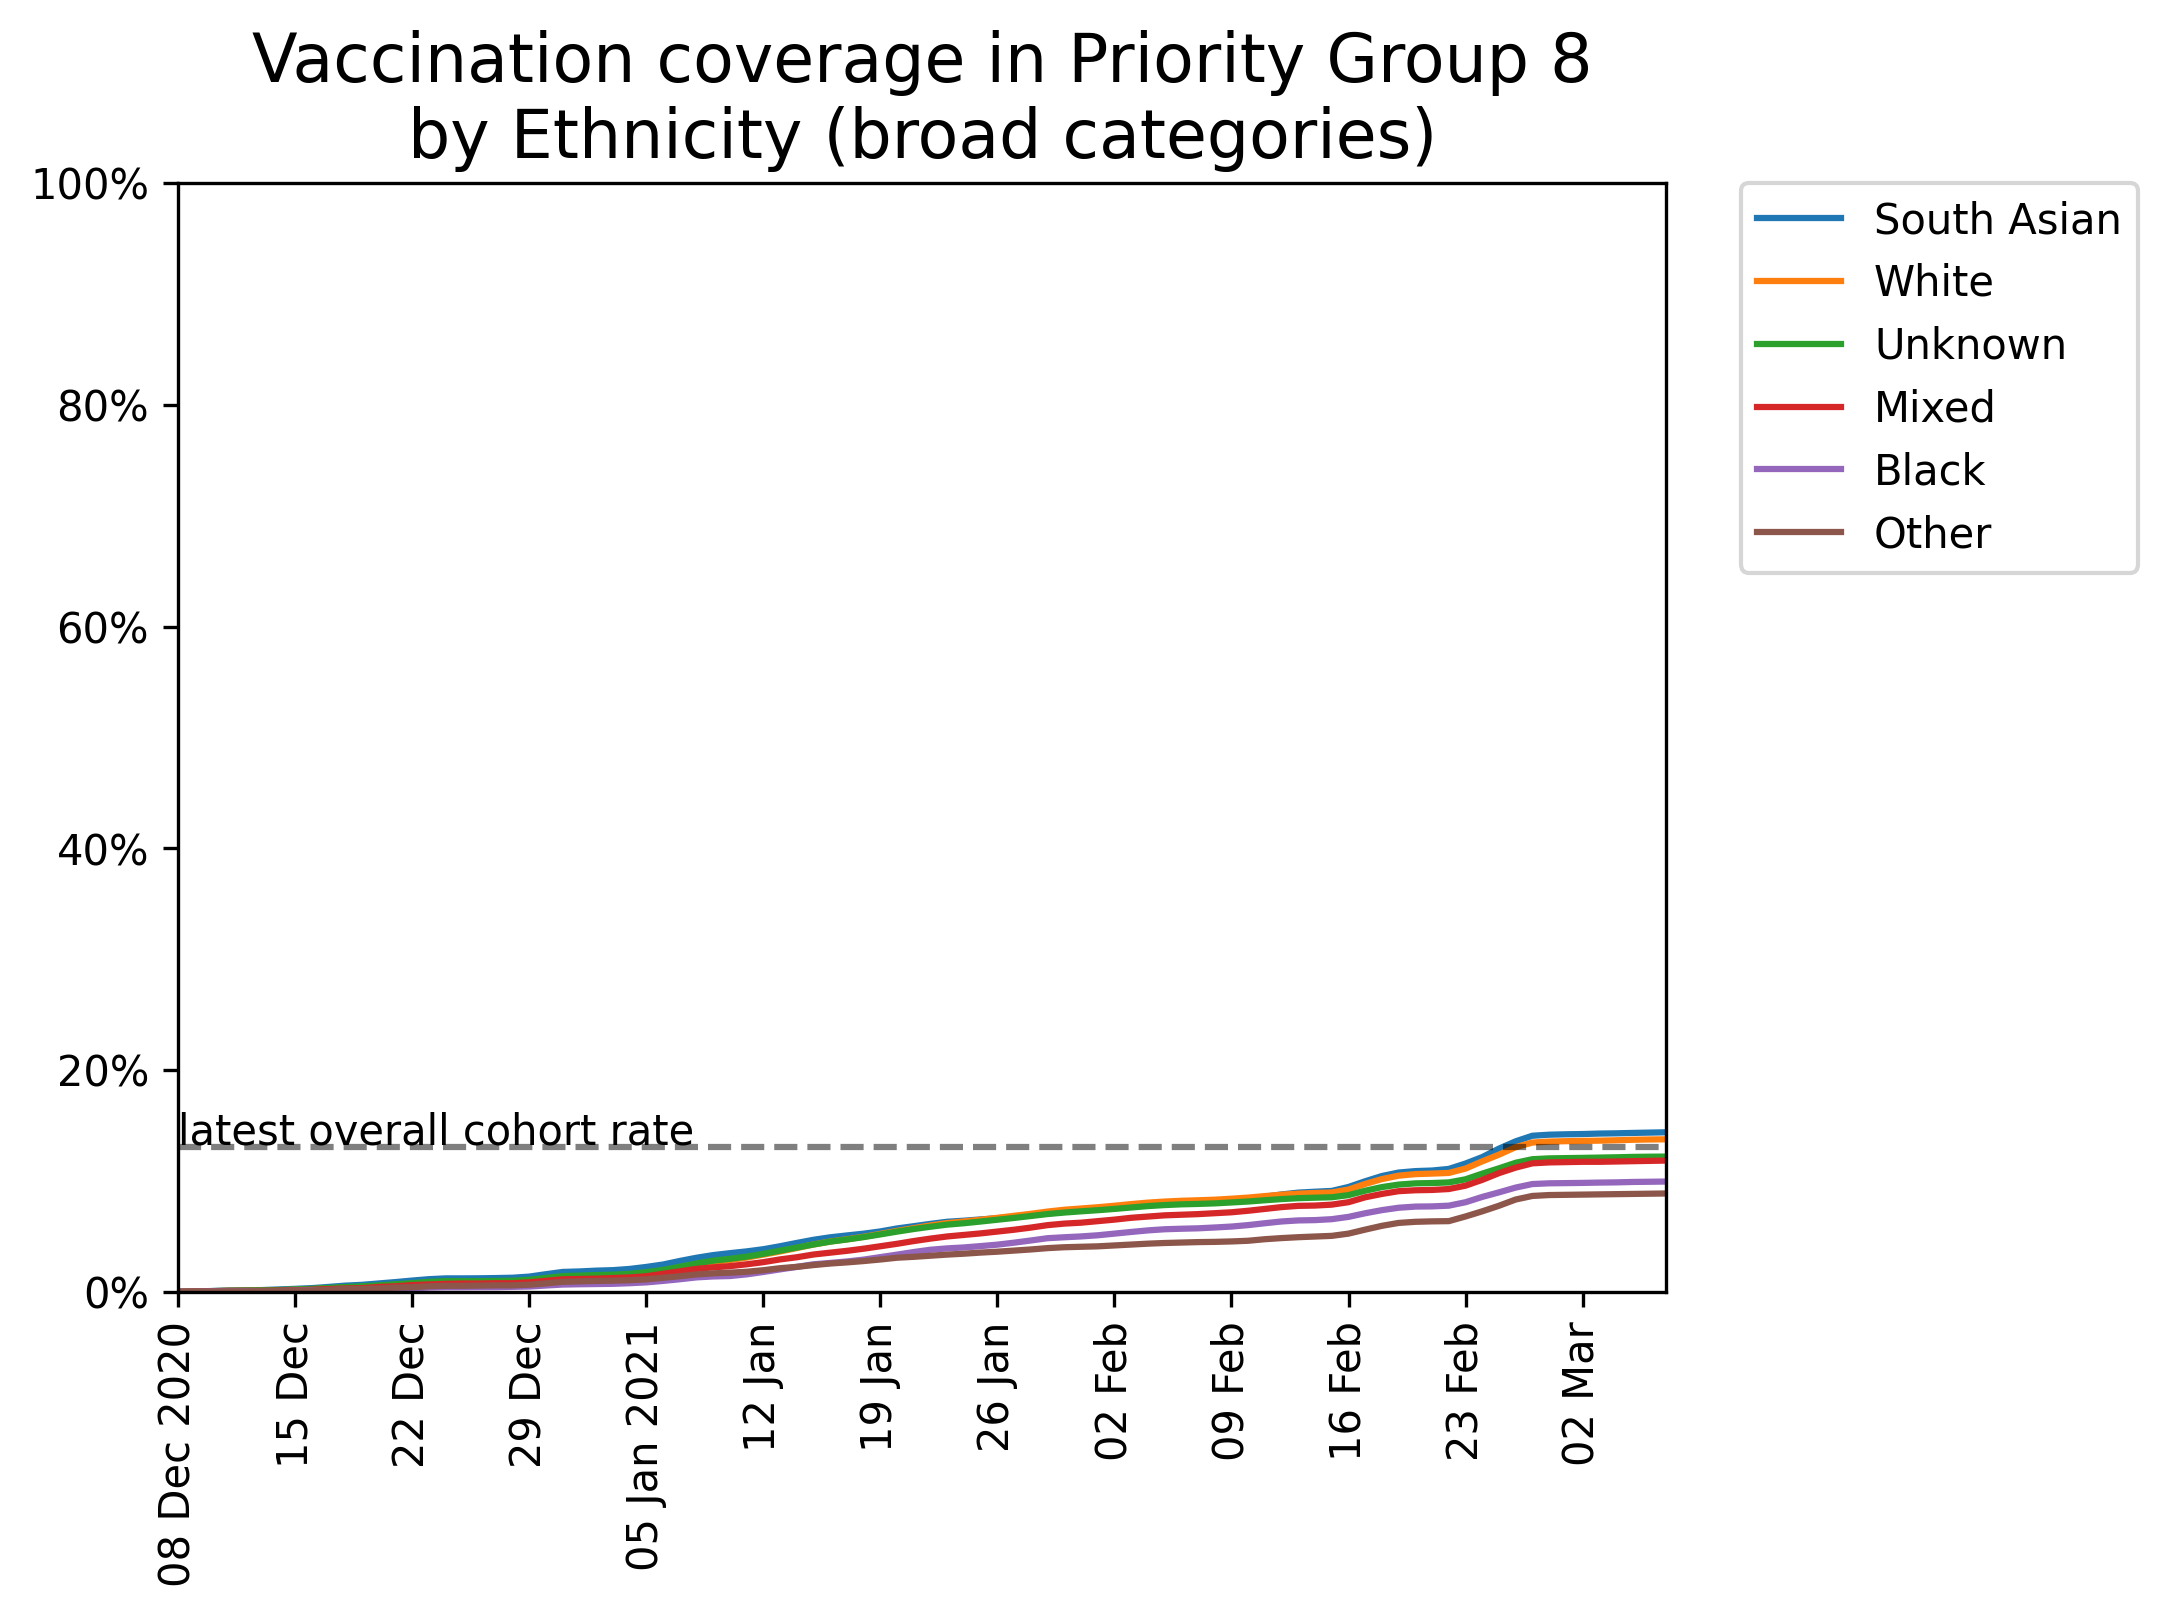 Vaccination coverage in Priority Group 8
by Ethnicity (broad categories)
100%
80%
60%
40%
20%
0%
latest overall cohort rate
08 Dec 2020
15 Dec
22 Dec
29 Dec
05 Jan 2021
12 Jan
19 Jan
26 Jan
02 Feb
09 Feb
16 Feb
23 Feb
02 Mar
South Asian
White
Unknown
Mixed
Black
Other